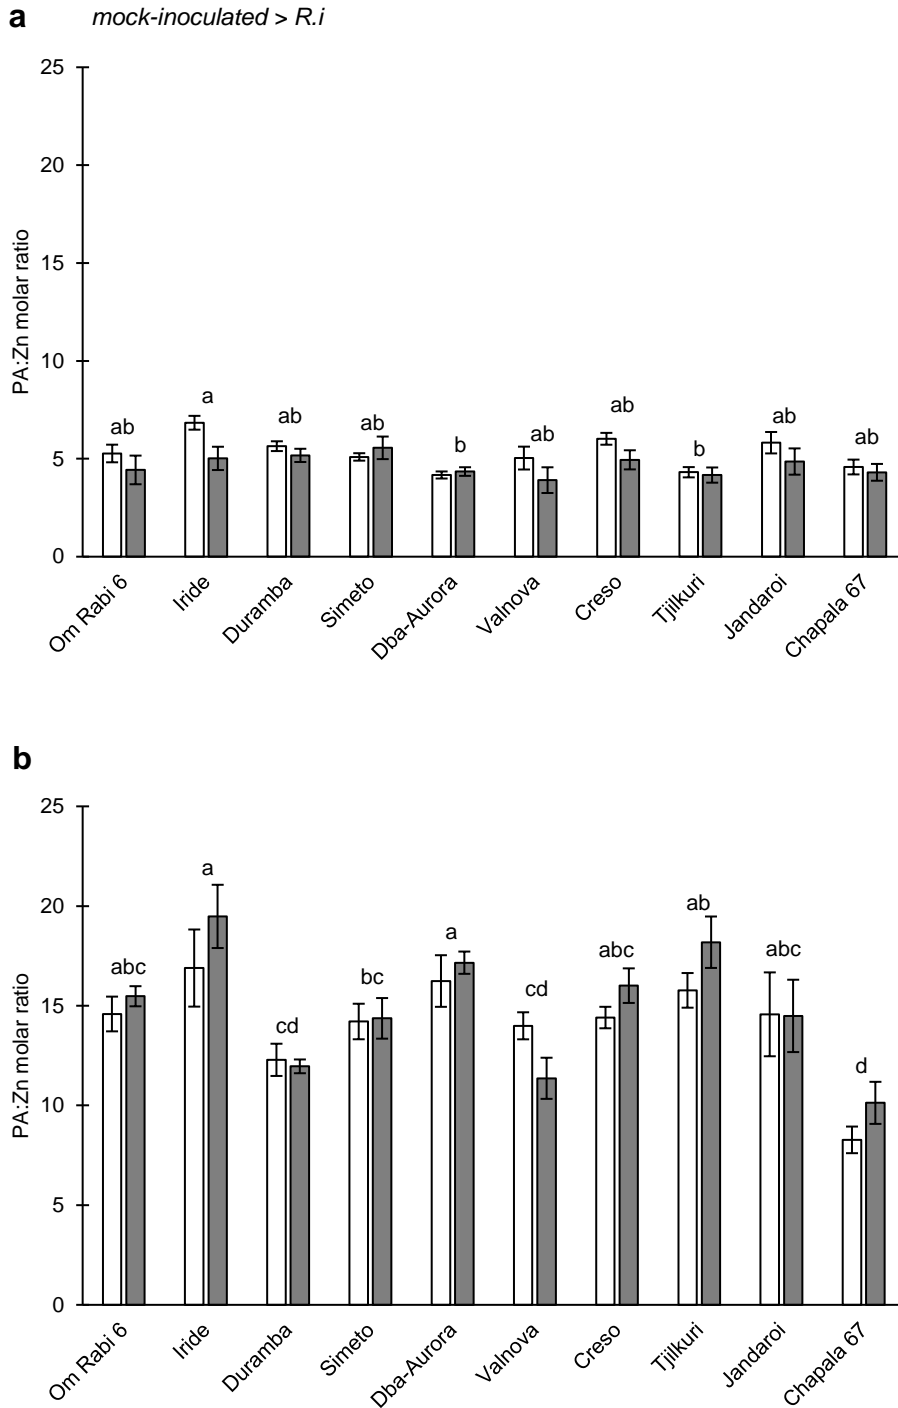 a mock-inoculated > R.i
25
20
15
10
5
0
PA:Zn molar ratio
ab
a
ab
ab
b
ab
ab
b
ab
ab
Om Rabi 6
Iride
Duramba
Simeto
Dba-Aurora
Valnova
Creso
Tjilkuri
Jandaroi
Chapala 67
b
25
20
15
10
5
0
PA:Zn molar ratio
abc
a
cd
bc
a
cd
abc
ab
abc
d
Om Rabi 6
Iride
Duramba
Simeto
Dba-Aurora
Valnova
Creso
Tjilkuri
Jandaroi
Chapala 67